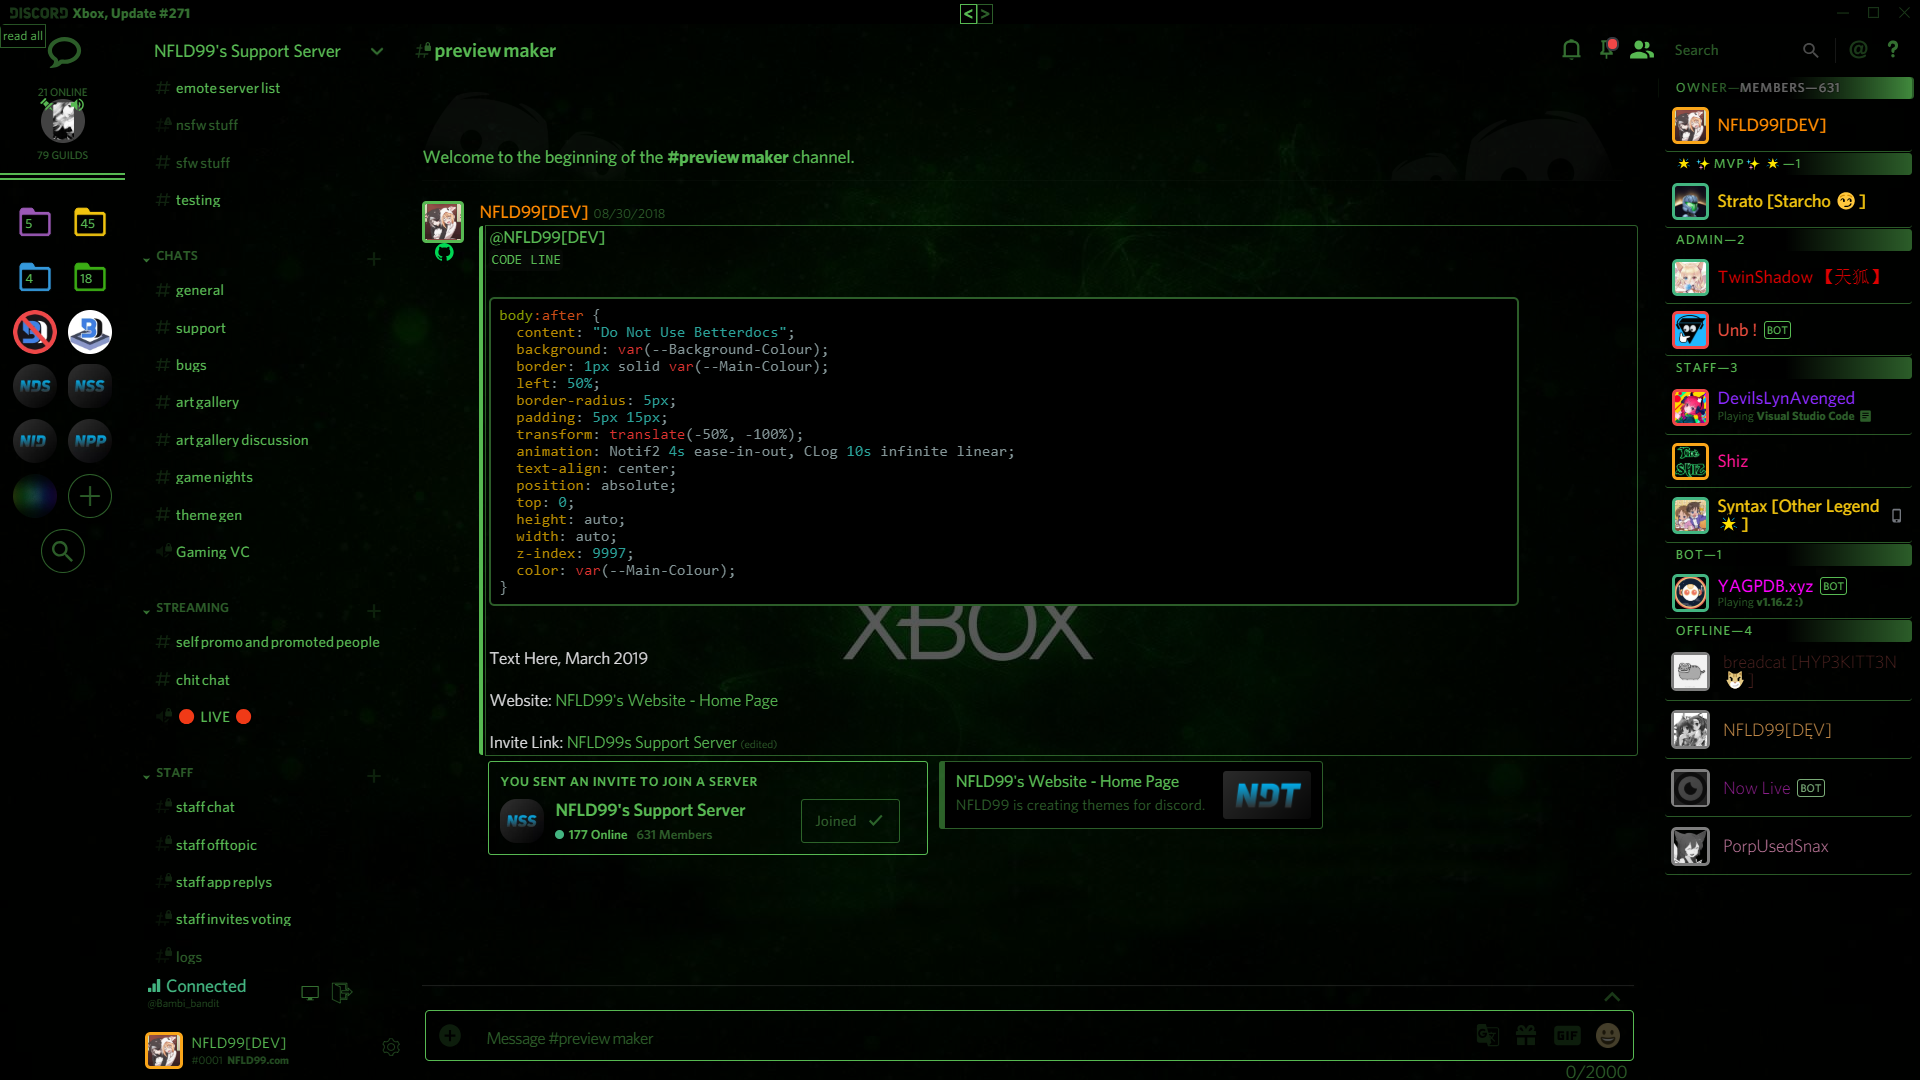 DISCORD Xbox, Update #271
< >
read all
21 ONLINE
79 GUILDS
5
45
4
18
NDS
NSS
NID
NPP
NFLD99's Support Server
# emote server list
nsfw stuff
# sfw stuff
# testing
CHATS
# general
# support
# bugs
# art gallery
# art gallery discussion
# game nights
# theme gen
Gaming VC
STREAMING
# self promo and promoted people
# chit chat
🔴 LIVE 🔴
STAFF
staff chat
staff offtopic
staff app replys
staff invites voting
logs
Connected
@Bambi_bandit
NFLD99[DEV]
#0001 NFLD99.com
# preview maker
Search
@ ?
Welcome to the beginning of the #preview maker channel.
NFLD99[DEV] 08/30/2018
@NFLD99[DEV]
CODE LINE
body:after {
content: "Do Not Use Betterdocs";
background: var(--Background-Colour);
border: 1px solid var(--Main-Colour);
left: 50%;
border-radius: 5px;
padding: 5px 15px;
transform: translate(-50%, -100%);
animation: Notif2 4s ease-in-out, CLog 10s infinite linear;
text-align: center;
position: absolute;
top: 0;
height: auto;
width: auto;
z-index: 9997;
color: var(--Main-Colour);
}
XBOX
Text Here, March 2019
Website: NFLD99's Website - Home Page
Invite Link: NFLD99s Support Server (edited)
YOU SENT AN INVITE TO JOIN A SERVER
NSS
NFLD99's Support Server
177 Online 631 Members
Joined
NFLD99's Website - Home Page
NFLD99 is creating themes for discord.
NDT
Message #preview maker
GIF
0/2000
OWNER—MEMBERS—631
NFLD99[DEV]
MVP —1
Strato [Starcho 😏 ]
ADMIN—2
TwinShadow 【天狐】
Unb ! BOT
STAFF—3
DevilsLynAvenged
Playing Visual Studio Code
The SHIZ
Shiz
Syntax [Other Legend
]
BOT—1
YAGPDB.xyz BOT
Playing v1.16.2 :)
OFFLINE—4
breadcat [HYP3KITT3N
]
NFLD99[DĘV]
Now Live BOT
PorpUsedSnax